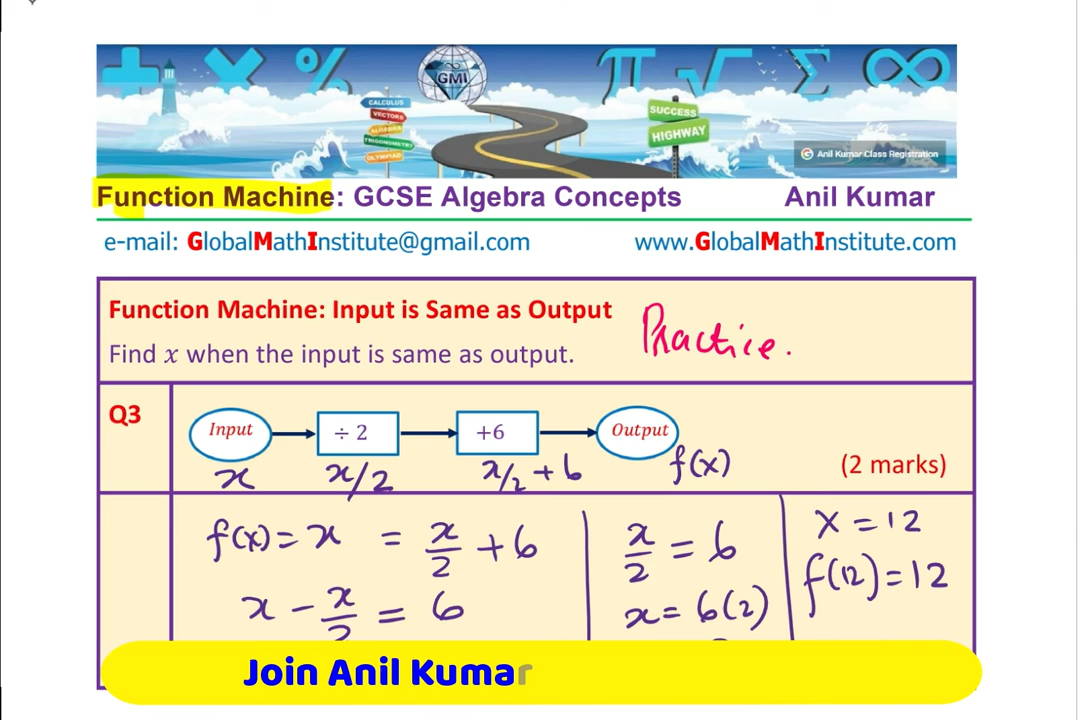 GMI
CALCULUS
VECTORS
ALGEBRA
TRIGONOMETRY
OLYMPIAD
SUCCESS
HIGHWAY
Anil Kumar Class Registration
Function Machine: GCSE Algebra Concepts Anil Kumar
e-mail: GlobalMathInstitute@gmail.com www.GlobalMathInstitute.com
Function Machine: Input is Same as Output
Practice.
Find x when the input is same as output.
Q3 Input ÷ 2 +6 Output
x x/2 x/2 + 6 f(x) (2 marks)
f(x) = x = x/2 + 6
x - x/2 = 6
x/2 = 6
x = 6(2)
x = 12
f(12) = 12
Join Anil Kumar